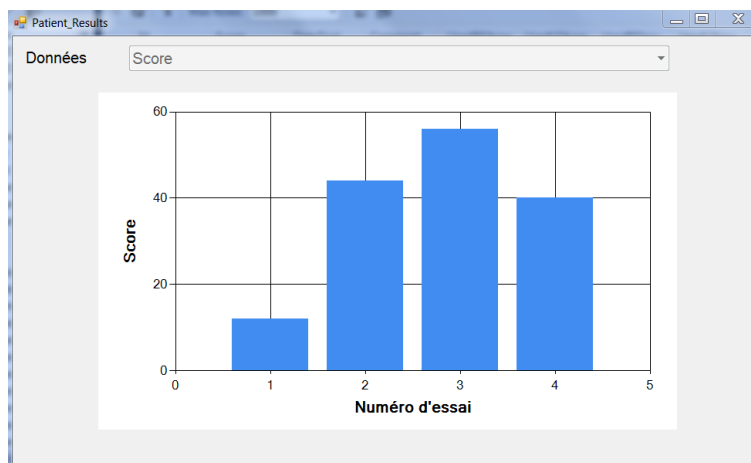 Patient_Results
Données
Score
60
40
20
0
Score
0 1 2 3 4 5
Numéro d'essai